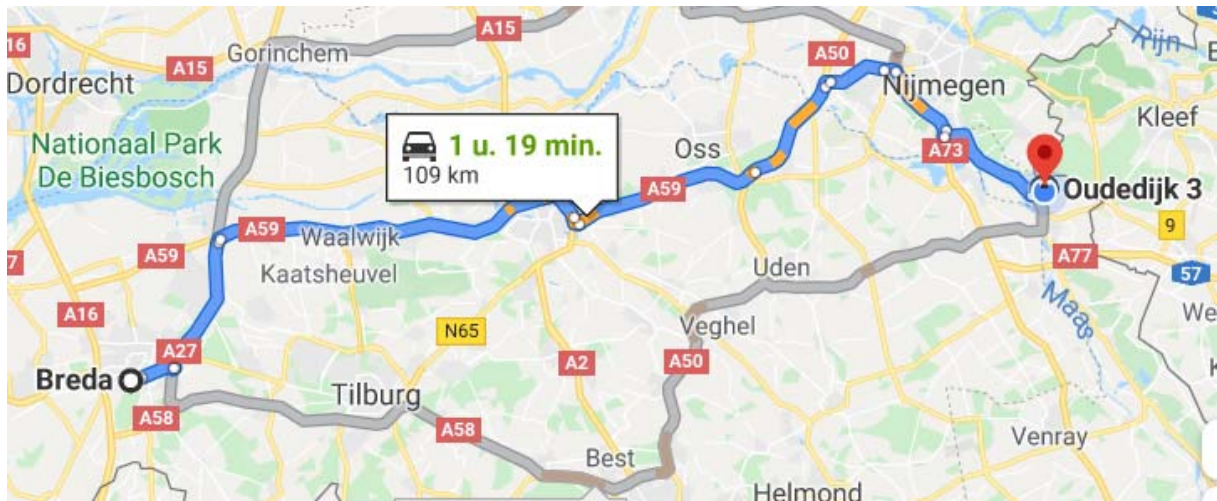 16
A15
A50
Rijn
Gorinchem
A15
Dordrecht
Nijmegen
Kleef
Nationaal Park
De Biesbosch
1 u. 19 min.
109 km
Oss
A73
A59
Oudedijk 3
A59
Waalwijk
A59
9
7
Kaatsheuvel
Uden
A77
57
A16
Maas
We
N65
Veghel
A27
A2
A50
Breda
Tilburg
A58
A58
Best
Venray
Helmond